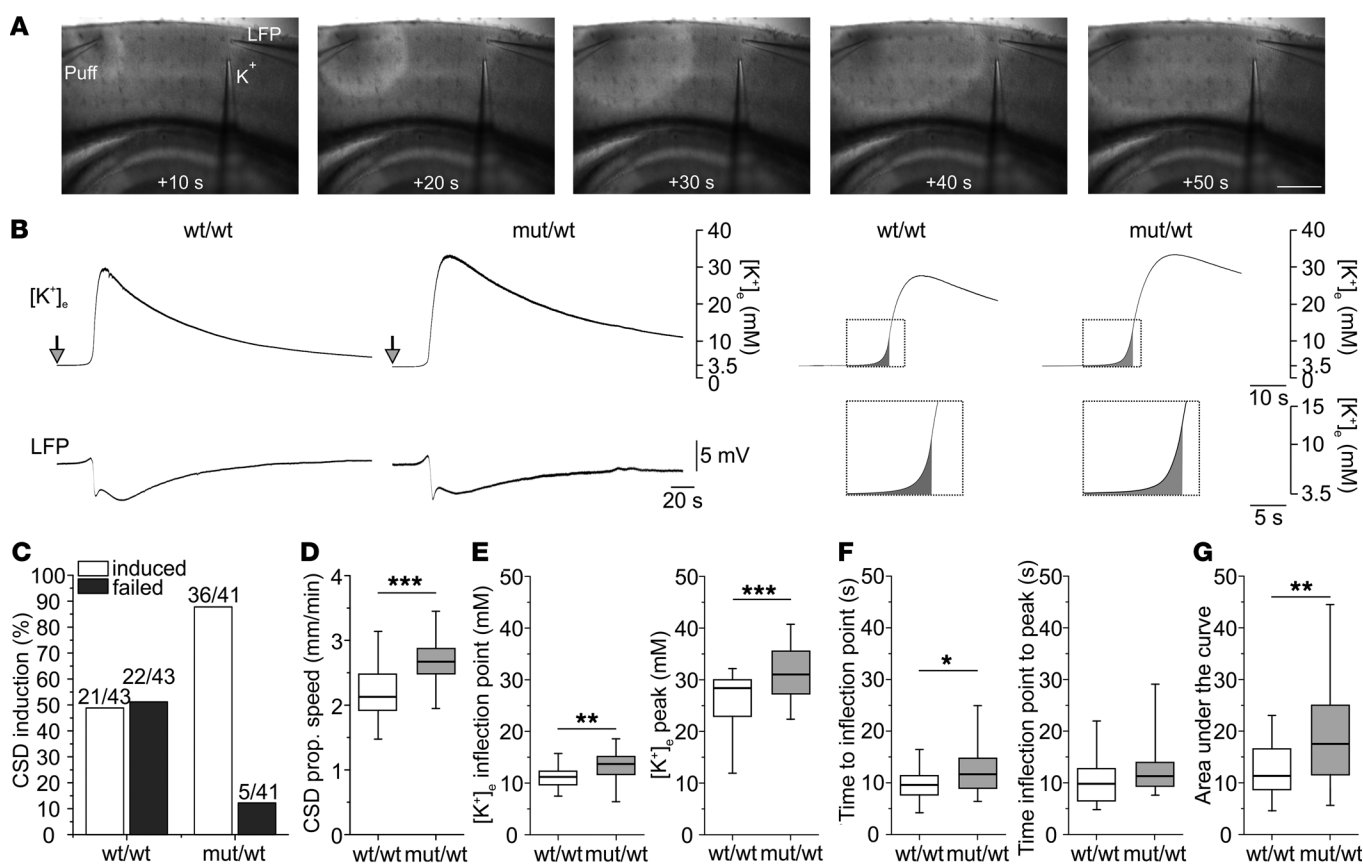 A
LFP
Puff
K+
+10 s
+20 s
+30 s
+40 s
+50 s
B
wt/wt
mut/wt
wt/wt
mut/wt
[K+]e
40
30
20
10
3.5
0
[K+]e (mM)
40
30
20
10
3.5
0
[K+]e (mM)
10 s
LFP
5 mV
20 s
15
10
3.5
[K+]e (mM)
5 s
C
induced
failed
CSD induction (%)
100
90
80
70
60
50
40
30
20
10
0
21/43
22/43
36/41
5/41
wt/wt
mut/wt
D
CSD prop. speed (mm/min)
4
3
2
1
0
***
wt/wt mut/wt
E
[K+]e inflection point (mM)
50
40
30
20
10
0
**
wt/wt mut/wt
[K+]e peak (mM)
50
40
30
20
10
0
***
wt/wt mut/wt
F
Time to inflection point (s)
50
40
30
20
10
0
*
wt/wt mut/wt
Time inflection point to peak (s)
50
40
30
20
10
0
wt/wt mut/wt
G
Area under the curve
50
40
30
20
10
0
**
wt/wt mut/wt